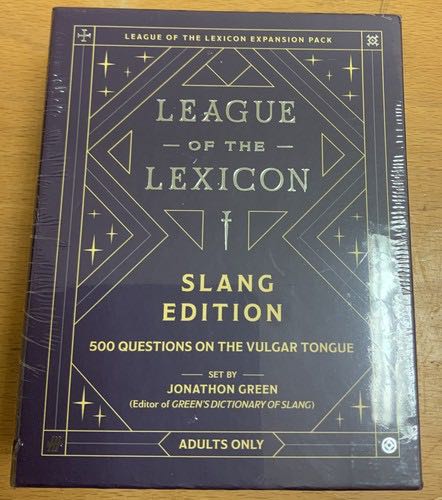 LEAGUE OF THE LEXICON EXPANSION PACK
LEAGUE
OF THE
LEXICON
SLANG
EDITION
500 QUESTIONS ON THE VULGAR TONGUE
SET BY
JONATHON GREEN
(Editor of GREEN'S DICTIONARY OF SLANG)
ADULTS ONLY